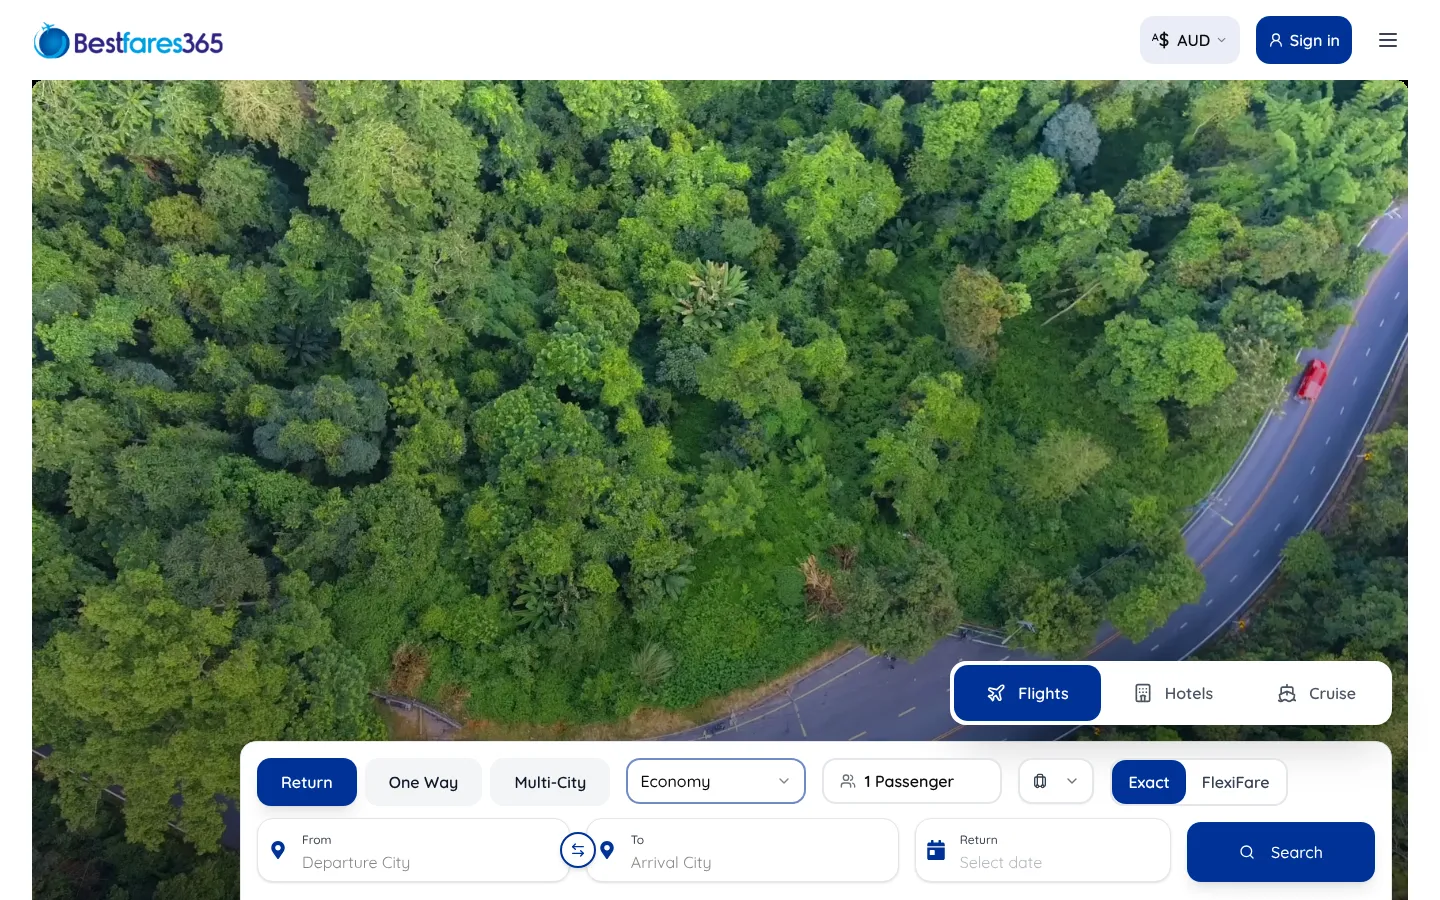 Bestfares365
A$ AUD
Sign in
Flights
Hotels
Cruise
Return
One Way
Multi-City
Economy
1 Passenger
Exact
FlexiFare
From
Departure City
To
Arrival City
Return
Select date
Search